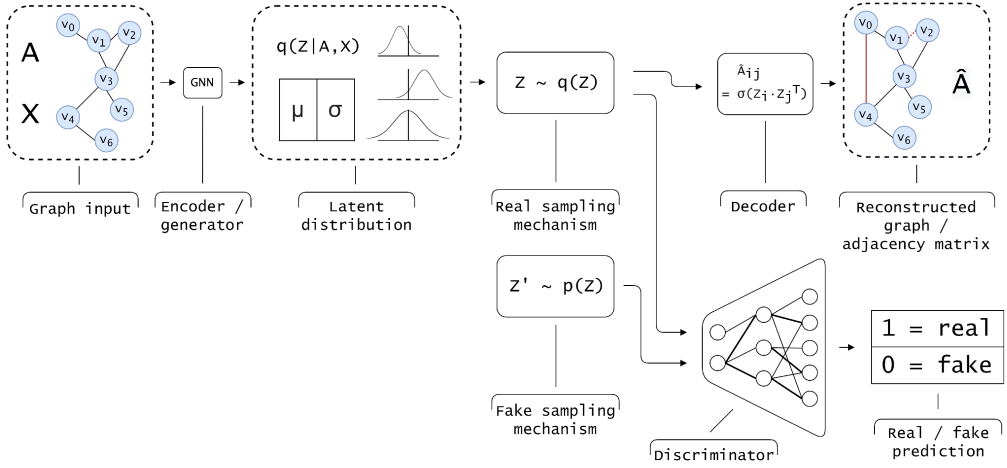 A
X
v0
v1
v2
v3
v4
v5
v6
GNN
q(Z|A,X)
μ
σ
Z ~ q(Z)
Âij
= σ(Zi·ZjT)
v0
v1
v2
v3
v4
v5
v6
Â
Graph input
Encoder /
generator
Latent
distribution
Real sampling
mechanism
Decoder
Reconstructed
graph /
adjacency matrix
Z' ~ p(Z)
1 = real
0 = fake
Fake sampling
mechanism
Discriminator
Real / fake
prediction